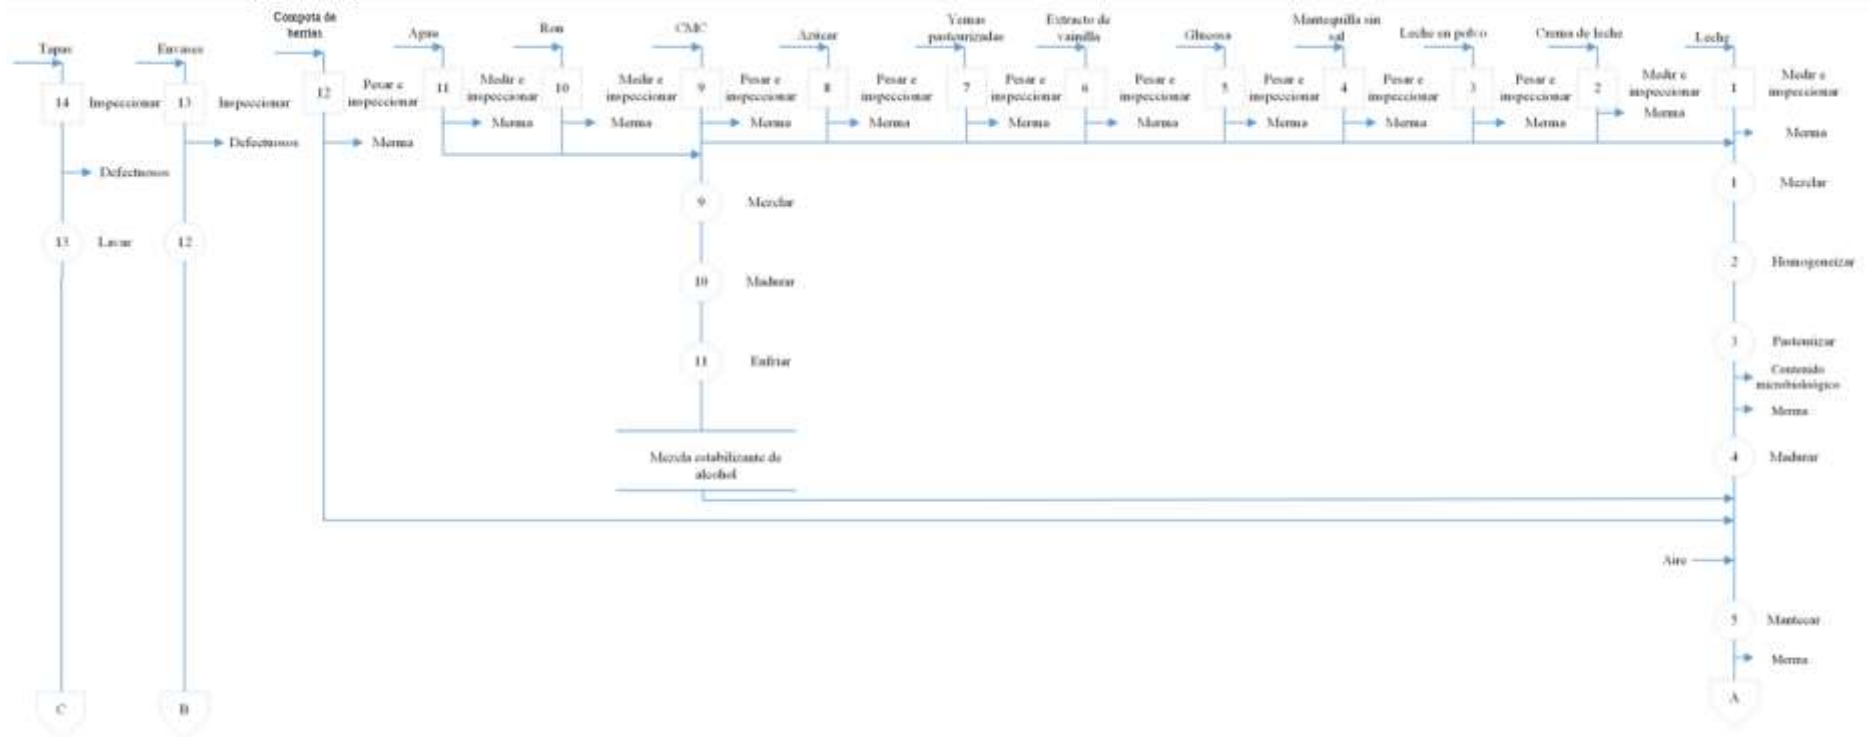 Compota de
berries
Tapas
Envases
Agua
Ron
CMC
Azúcar
Yemas
pasteurizadas
Extracto de
vainilla
Glucosa
Mantequilla sin
sal
Leche en polvo
Crema de leche
Leche
14
Inspeccionar
13
Inspeccionar
12
Pesar e
inspeccionar
11
Medir e
inspeccionar
10
Medir e
inspeccionar
9
Pesar e
inspeccionar
8
Pesar e
inspeccionar
7
Pesar e
inspeccionar
6
Pesar e
inspeccionar
5
Pesar e
inspeccionar
4
Pesar e
inspeccionar
3
Pesar e
inspeccionar
2
Medir e
inspeccionar
1
Medir e
inspeccionar
Defectuosos
Defectuosos
Merma
Merma
Merma
Merma
Merma
Merma
Merma
Merma
Merma
Merma
Merma
Merma
13
Lavar
12
9
Mezclar
10
Madurar
11
Enfriar
Mezcla estabilizante de
alcohol
1
Mezclar
2
Homogeneizar
3
Pasteurizar
Contenido
microbiológico
Merma
4
Madurar
Aire
5
Mantecar
Merma
C
B
A